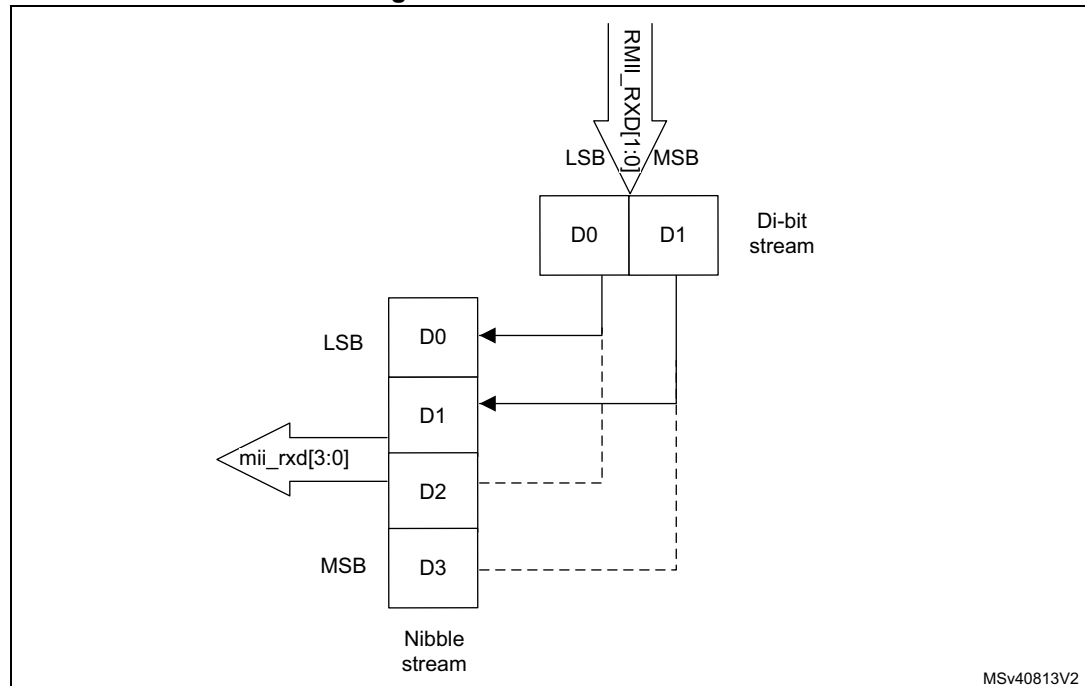 RMII_RXD[1:0]
LSB
MSB
D0
D1
Di-bit
stream
LSB
D0
D1
mii_rxd[3:0]
D2
MSB
D3
Nibble
stream
MSv40813V2